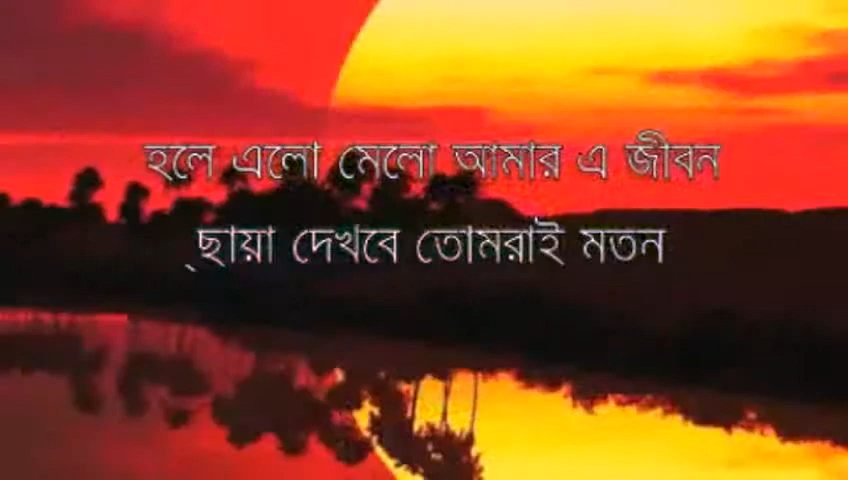 হলে এলো মেলো আমার এ জীবন
্ছায়া দেখবে তোমরাই মতন